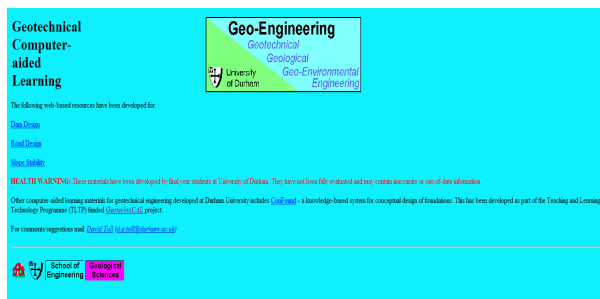 Geotechnical
Computer-
aided
Learning
Geo-Engineering
Geotechnical
Geological
Geo-Environmental
Engineering
University
of Durham
The following web-based resources have been developed for:
Dam Design
Road Design
Slope Stability
HEALTH WARNING: These materials have been developed by final year students at University of Durham. They have not been fully evaluated and may contain inaccurate or out-of-date information.
Other computer-aided learning materials for geotechnical engineering developed at Durham University includes ConFound - a knowledge-based system for conceptual design of foundations. This has been developed as part of the Teaching and Learning
Technology Programme (TLTP) funded GeotechniCAL project.
For comments/suggestions mail David Toll (d.g.toll@durham.ac.uk)
School of
Engineering
Geological
Sciences